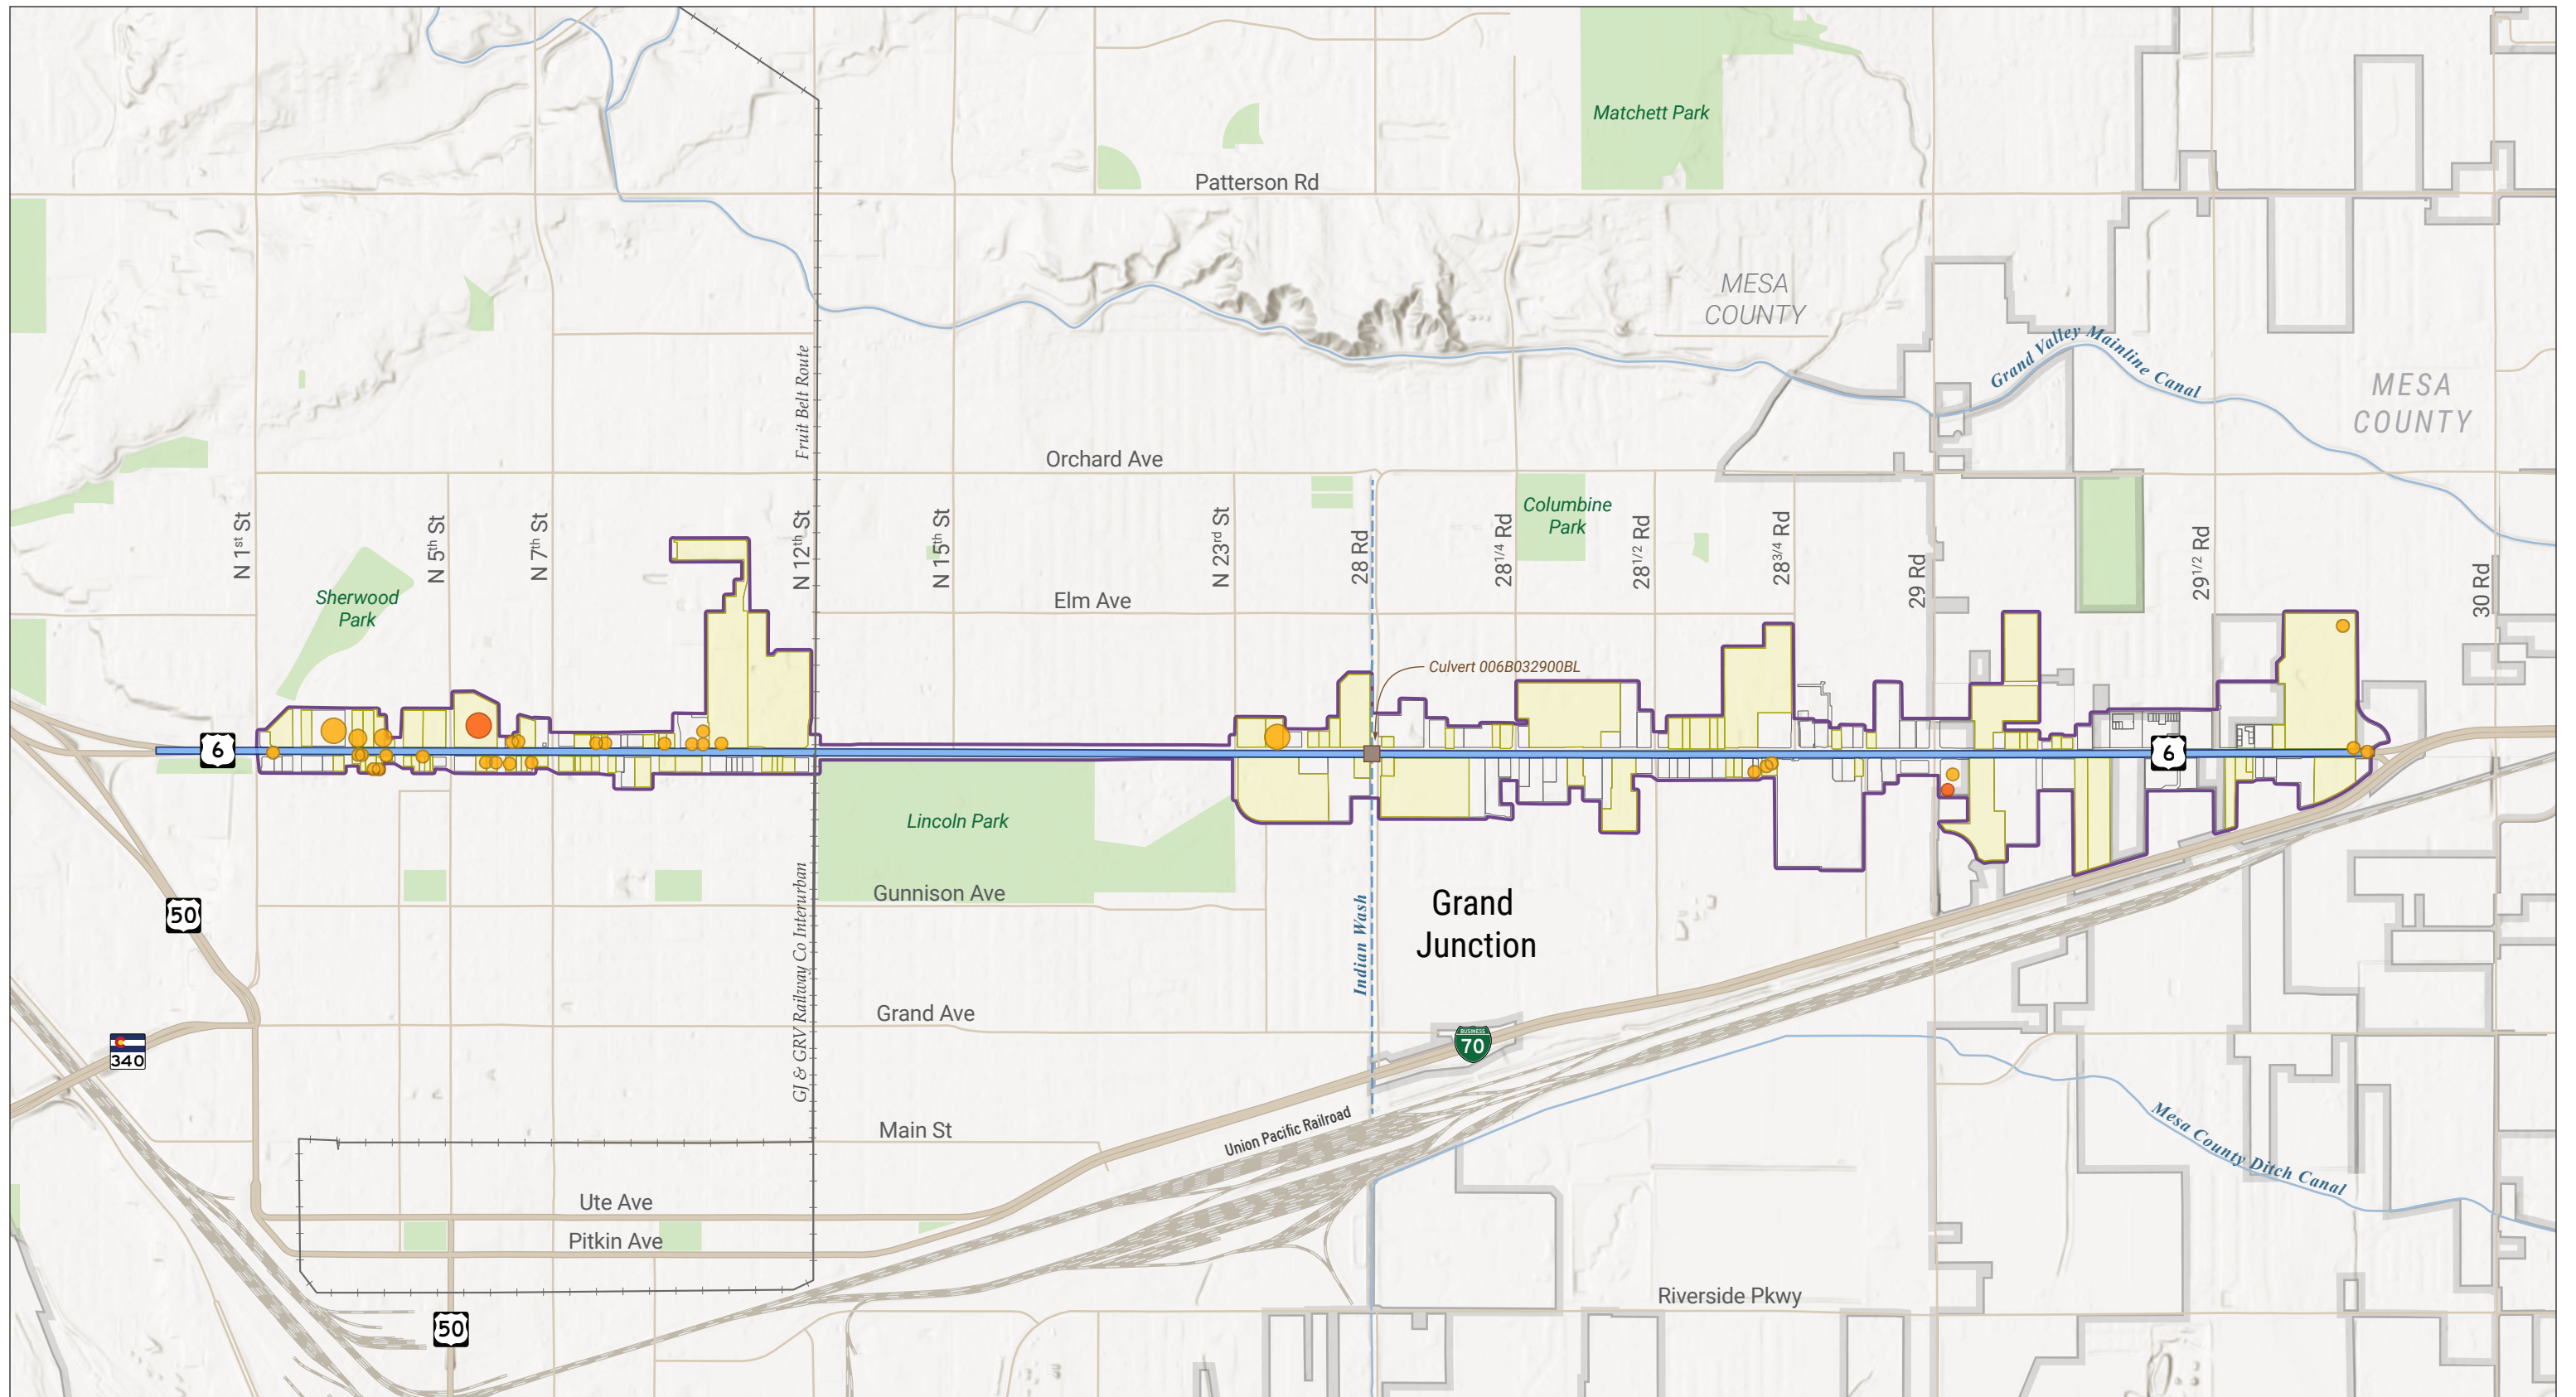 Matchett Park
Patterson Rd
MESA
COUNTY
Grand Valley Mainline Canal
MESA
COUNTY
Fruit Belt Route
Orchard Ave
Columbine
Park
N 1st St
N 5th St
N 7th St
N 12th St
N 15th St
N 23rd St
28 Rd
28 1/4 Rd
28 1/2 Rd
28 3/4 Rd
29 Rd
29 1/2 Rd
30 Rd
Sherwood
Park
Elm Ave
Culvert 006B032900BL
6
6
Lincoln Park
Gunnison Ave
50
Grand
Junction
Indian Wash
GJ & GRV Railway Co Interurban
Grand Ave
340
BUSINESS
70
Main St
Union Pacific Railroad
Mesa County Ditch Canal
Ute Ave
Pitkin Ave
Riverside Pkwy
50